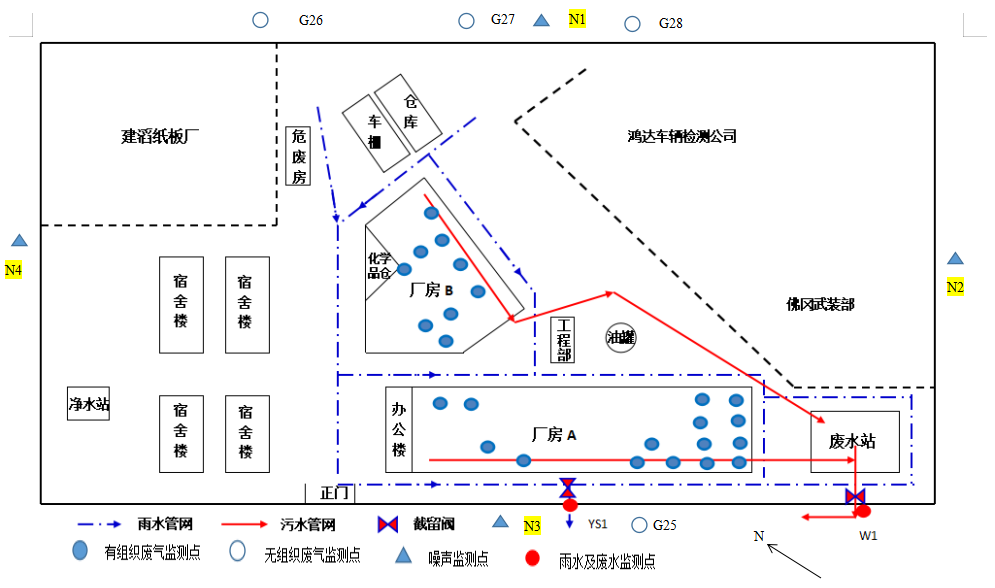 G26
G27
N1
G28
建滔纸板厂
危废房
车棚
仓库
鸿达车辆检测公司
N4
化学
品仓
厂房 B
N2
佛冈武装部
宿舍楼
宿舍楼
工程部
油罐
净水站
宿舍楼
宿舍楼
办公楼
厂房 A
废水站
正门
雨水管网
污水管网
截留阀
N3
YS1
G25
W1
N
有组织废气监测点
无组织废气监测点
噪声监测点
雨水及废水监测点